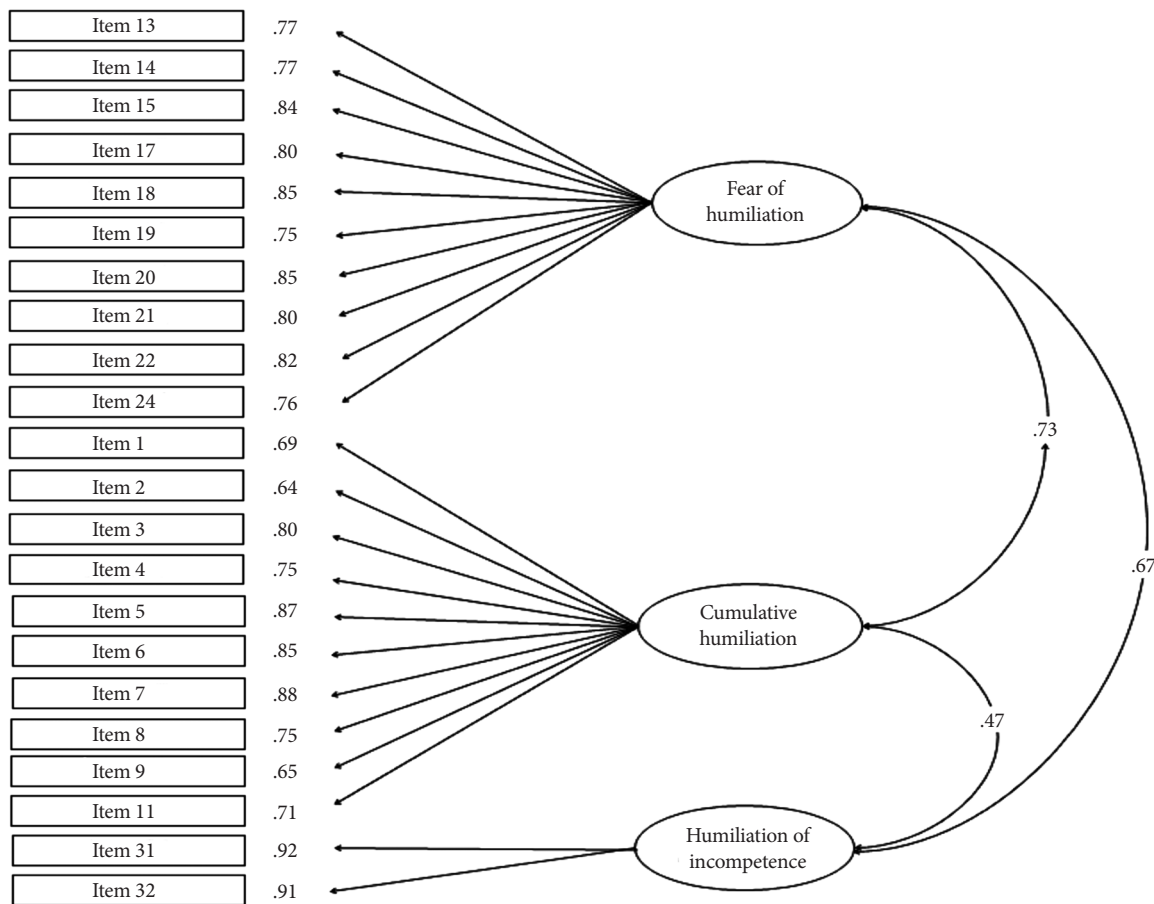 Item 13 .77
Item 14 .77
Item 15 .84
Item 17 .80
Item 18 .85
Item 19 .75
Item 20 .85
Item 21 .80
Item 22 .82
Item 24 .76
Item 1 .69
Item 2 .64
Item 3 .80
Item 4 .75
Item 5 .87
Item 6 .85
Item 7 .88
Item 8 .75
Item 9 .65
Item 11 .71
Item 31 .92
Item 32 .91
Fear of
humiliation
Cumulative
humiliation
Humiliation of
incompetence
.73
.67
.47